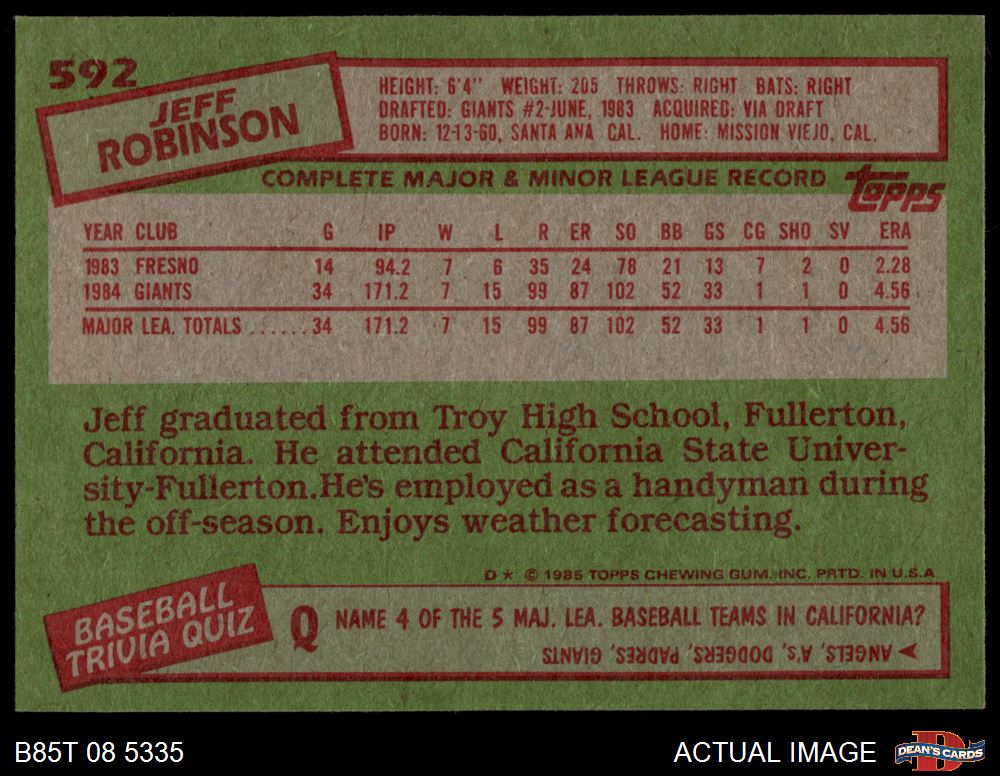 592
JEFF
ROBINSON
HEIGHT: 6'4" WEIGHT: 205 THROWS: RIGHT BATS: RIGHT
DRAFTED: GIANTS #2-JUNE, 1983 ACQUIRED: VIA DRAFT
BORN: 12-13-60, SANTA ANA CAL. HOME: MISSION VIEJO, CAL.
COMPLETE MAJOR & MINOR LEAGUE RECORD
TOPPS
YEAR CLUB G IP W L R ER SO BB GS CG SHO SV ERA
1983 FRESNO 14 94.2 7 6 35 24 78 21 13 7 2 0 2.28
1984 GIANTS 34 171.2 7 15 99 87 102 52 33 1 1 0 4.56
MAJOR LEA. TOTALS ......34 171.2 7 15 99 87 102 52 33 1 1 0 4.56
Jeff graduated from Troy High School, Fullerton,
California. He attended California State Univer-
sity-Fullerton.He's employed as a handyman during
the off-season. Enjoys weather forecasting.
D * © 1985 TOPPS CHEWING GUM, INC. PRTD. IN U.S.A
BASEBALL
TRIVIA QUIZ
Q NAME 4 OF THE 5 MAJ. LEA. BASEBALL TEAMS IN CALIFORNIA?
ANGELS, A'S, DODGERS, PADRES, GIANTS
B85T 08 5335
ACTUAL IMAGE
D
DEAN'S CARDS